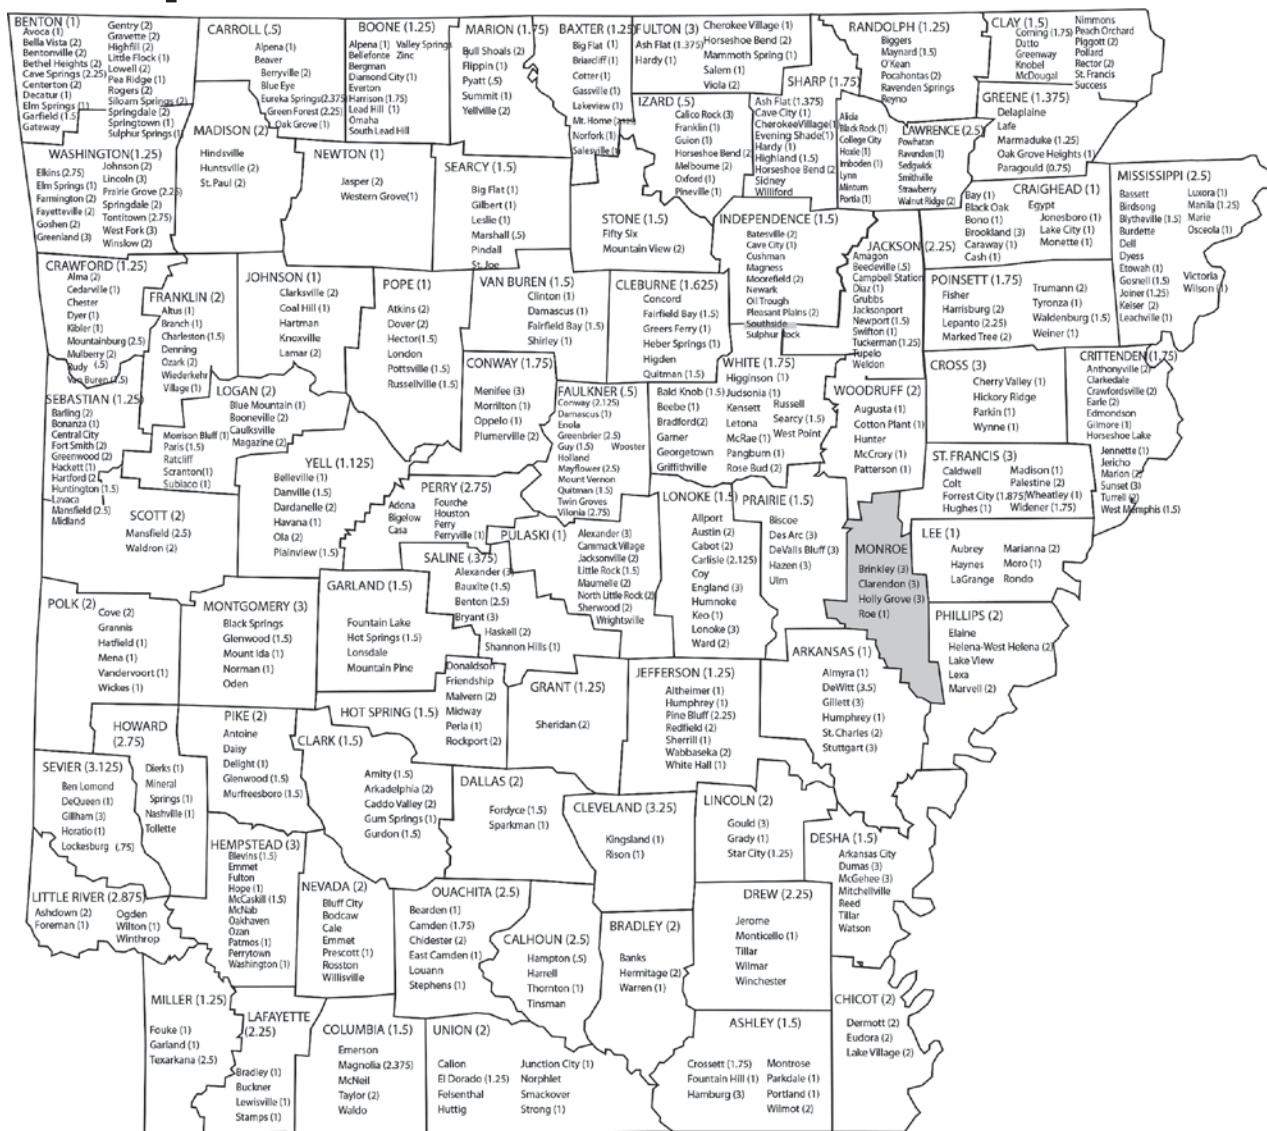 BENTON (1)
Avoca (1)
Bella Vista (2)
Bentonville (2)
Bethel Heights (2)
Cave Springs (2.25)
Centerton (2)
Decatur (1)
Elm Springs (1)
Garfield (1.5)
Gateway
Gentry (2)
Gravette (2)
Highfill (2)
Little Flock (1)
Lowell (2)
Pea Ridge (1)
Rogers (2)
Siloam Springs (2)
Springdale (2)
Springtown (1)
Sulphur Springs (1)
CARROLL (.5)
Alpena (1)
Beaver
Berryville (2)
Blue Eye
Eureka Springs(2.375)
Green Forest (2.25)
Oak Grove (1)
BOONE (1.25)
Alpena (1)
Bellefonte
Bergman
Diamond City (1)
Everton
Harrison (1.75)
Lead Hill (1)
Omaha
South Lead Hill
Valley Springs
Zinc
MARION (1.75)
Bull Shoals (2)
Flippin (1)
Pyatt (.5)
Summit (1)
Yellville (2)
BAXTER (1.25)
Big Flat (1)
Briarcliff (1)
Cotter (1)
Gassville (1)
Lakeview (1)
Mt. Home
Norfork (1)
Salesville (1)
FULTON (3)
Ash Flat (1.375)
Hardy (1)
Cherokee Village (1)
Horseshoe Bend (2)
Mammoth Spring (1)
Salem (1)
Viola (2)
SHARP (1.75)
Ash Flat (1.375)
Cave City (1)
CherokeeVillage(1)
Evening Shade(1)
Hardy (1)
Highland (1.5)
Horseshoe Bend (2)
Sidney
Williford
RANDOLPH (1.25)
Biggers
Maynard (1.5)
O'Kean
Pocahontas (2)
Ravenden Springs
Reyno
CLAY (1.5)
Corning (1.75)
Datto
Greenway
Knobel
McDougal
Nimmons
Peach Orchard
Piggott (2)
Pollard
Rector (2)
St. Francis
Success
GREENE (1.375)
Delaplaine
Lafe
Marmaduke (1.25)
Oak Grove Heights (1)
Paragould (0.75)
MADISON (2)
Hindsville
Huntsville (2)
St. Paul (2)
WASHINGTON(1.25)
Elkins (2.75)
Elm Springs (1)
Farmington (2)
Fayetteville (2)
Goshen (2)
Greenland (3)
Johnson (2)
Lincoln (3)
Prairie Grove (2.25)
Springdale (2)
Tontitown (2.75)
West Fork (3)
Winslow (2)
NEWTON (1)
Jasper (2)
Western Grove(1)
SEARCY (1.5)
Big Flat (1)
Gilbert (1)
Leslie (1)
Marshall (.5)
Pindall
St. Joe
IZARD (.5)
Calico Rock (3)
Franklin (1)
Guion (1)
Horseshoe Bend (2)
Melbourne (2)
Oxford (1)
Pineville (1)
LAWRENCE (2.5)
Alicia
Black Rock (1)
College City
Hoxie (1)
Imboden (1)
Lynn
Minturn
Portia (1)
Powhatan
Ravenden (1)
Sedgwick
Smithville
Strawberry
Walnut Ridge (2)
STONE (1.5)
Fifty Six
Mountain View (2)
INDEPENDENCE (1.5)
Batesville (2)
Cave City (1)
Cushman
Magness
Moorefield (2)
Newark
Oil Trough
Pleasant Plains (2)
Southside
Sulphur Rock
CRAIGHEAD (1)
Bay (1)
Black Oak
Bono (1)
Brookland (3)
Caraway (1)
Cash (1)
Egypt
Jonesboro (1)
Lake City (1)
Monette (1)
MISSISSIPPI (2.5)
Bassett
Birdsong
Blytheville (1.5)
Burdette
Dell
Dyess
Etowah (1)
Gosnell (1.5)
Joiner (1.25)
Keiser (2)
Leachville (1)
Luxora (1)
Manila (1.25)
Marie
Osceola (1)
Victoria
Wilson (1)
JACKSON (2.25)
Amagon
Beedeville (.5)
Campbell Station
Diaz (1)
Grubbs
Jacksonport
Newport (1.5)
Swifton (1)
Tuckerman (1.25)
Tupelo
Weldon
POINSETT (1.75)
Fisher
Harrisburg (2)
Lepanto (2.25)
Marked Tree (2)
Trumann (2)
Tyronza (1)
Waldenburg (1.5)
Weiner (1)
CRAWFORD (1.25)
Alma (2)
Cedarville (1)
Chester
Dyer (1)
Kibler (1)
Mountainburg (2.5)
Mulberry (2)
Rudy (.5)
Van Buren (1.5)
FRANKLIN (2)
Altus (1)
Branch (1)
Charleston (1.5)
Denning
Ozark (2)
Wiederkehr
Village (1)
JOHNSON (1)
Clarksville (2)
Coal Hill (1)
Hartman
Knoxville
Lamar (2)
POPE (1)
Atkins (2)
Dover (2)
Hector(1.5)
London
Pottsville (1.5)
Russellville (1.5)
VAN BUREN (1.5)
Clinton (1)
Damascus (1)
Fairfield Bay (1.5)
Shirley (1)
CLEBURNE (1.625)
Concord
Fairfield Bay (1.5)
Greers Ferry (1)
Heber Springs (1)
Higden
Quitman (1.5)
CONWAY (1.75)
Menifee (3)
Morrilton (1)
Oppelo (1)
Plumerville (2)
FAULKNER (.5)
Conway (2.125)
Damascus (1)
Enola
Greenbrier (2.5)
Guy (1.5)
Wooster
Holland
Mayflower (2.5)
Mount Vernon
Quitman (1.5)
Twin Groves
Vilonia (2.75)
WHITE (1.75)
Bald Knob (1.5)
Beebe (1)
Bradford(2)
Garner
Georgetown
Griffithville
Higginson (1)
Judsonia (1)
Kensett
Letona
McRae (1)
Pangburn (1)
Rose Bud (2)
Russell
Searcy (1.5)
West Point
WOODRUFF (2)
Augusta (1)
Cotton Plant (1)
Hunter
McCrory (1)
Patterson (1)
CROSS (3)
Cherry Valley (1)
Hickory Ridge
Parkin (1)
Wynne (1)
CRITTENDEN (1.75)
Anthonyville (2)
Clarkedale
Crawfordsville (2)
Earle (2)
Edmondson
Gilmore (1)
Horseshoe Lake
Jennette (1)
Jericho
Marion (2)
Sunset (3)
Turrell (2)
West Memphis (1.5)
SEBASTIAN (1.25)
Barling (2)
Bonanza (1)
Central City
Fort Smith (2)
Greenwood (2)
Hackett (1)
Hartford (2)
Huntington (1.5)
Lavaca
Mansfield (2.5)
Midland
LOGAN (2)
Blue Mountain (1)
Booneville (2)
Caulksville
Magazine (2)
Morrison Bluff (1)
Paris (1.5)
Ratcliff
Scranton(1)
Subiaco (1)
YELL (1.125)
Belleville (1)
Danville (1.5)
Dardanelle (2)
Havana (1)
Ola (2)
Plainview (1.5)
SCOTT (2)
Mansfield (2.5)
Waldron (2)
PERRY (2.75)
Adona
Bigelow
Casa
Fourche
Houston
Perry
Perryville (1)
ST. FRANCIS (3)
Caldwell
Colt
Forrest City (1.875)
Hughes (1)
Madison (1)
Palestine (2)
Wheatley (1)
Widener (1.75)
LONOKE (1.5)
Allport
Austin (2)
Cabot (2)
Carlisle (2.125)
Coy
England (3)
Humnoke
Keo (1)
Lonoke (3)
Ward (2)
PRAIRIE (1.5)
Biscoe
Des Arc (3)
DeValls Bluff (3)
Hazen (3)
Ulm
PULASKI (1)
Alexander (3)
Cammack Village
Jacksonville (2)
Little Rock (1.5)
Maumelle (2)
North Little Rock (2)
Sherwood (2)
Wrightsville
SALINE (.375)
Alexander (3)
Bauxite (1.5)
Benton (2.5)
Bryant (3)
Haskell (2)
Shannon Hills (1)
MONROE
Brinkley (3)
Clarendon (3)
Holly Grove (3)
Roe (1)
LEE (1)
Aubrey
Haynes
LaGrange
Marianna (2)
Moro (1)
Rondo
PHILLIPS (2)
Elaine
Helena-West Helena (2)
Lake View
Lexa
Marvell (2)
POLK (2)
Cove (2)
Grannis
Hatfield (1)
Mena (1)
Vandervoort (1)
Wickes (1)
MONTGOMERY (3)
Black Springs
Glenwood (1.5)
Mount Ida (1)
Norman (1)
Oden
GARLAND (1.5)
Fountain Lake
Hot Springs (1.5)
Lonsdale
Mountain Pine
HOT SPRING (1.5)
Donaldson
Friendship
Malvern (2)
Midway
Perla (1)
Rockport (2)
GRANT (1.25)
Sheridan (2)
JEFFERSON (1.25)
Altheimer (1)
Humphrey (1)
Pine Bluff (2.25)
Redfield (2)
Sherrill (1)
Wabbaseka (2)
White Hall (1)
ARKANSAS (1)
Almyra (1)
DeWitt (3.5)
Gillett (3)
Humphrey (1)
St. Charles (2)
Stuttgart (3)
HOWARD
(2.75)
Dierks (1)
Mineral
Springs (1)
Nashville (1)
Tollette
PIKE (2)
Antoine
Daisy
Delight (1)
Glenwood (1.5)
Murfreesboro (1.5)
CLARK (1.5)
Amity (1.5)
Arkadelphia (2)
Caddo Valley (2)
Gum Springs (1)
Gurdon (1.5)
DALLAS (2)
Fordyce (1.5)
Sparkman (1)
CLEVELAND (3.25)
Kingsland (1)
Rison (1)
LINCOLN (2)
Gould (3)
Grady (1)
Star City (1.25)
DESHA (1.5)
Arkansas City
Dumas (3)
McGehee (3)
Mitchellville
Reed
Tillar
Watson
SEVIER (3.125)
Ben Lomond
DeQueen (1)
Gillham (3)
Horatio (1)
Lockesburg (.75)
LITTLE RIVER (2.875)
Ashdown (2)
Foreman (1)
Ogden
Wilton (1)
Winthrop
HEMPSTEAD (3)
Blevins (1.5)
Emmet
Fulton
Hope (1)
McCaskill (1.5)
McNab
Oakhaven
Ozan
Patmos (1)
Perrytown
Washington (1)
NEVADA (2)
Bluff City
Bodcaw
Cale
Emmet
Prescott (1)
Rosston
Willisville
OUACHITA (2.5)
Bearden (1)
Camden (1.75)
Chidester (2)
East Camden (1)
Louann
Stephens (1)
CALHOUN (2.5)
Hampton (.5)
Harrell
Thornton (1)
Tinsman
BRADLEY (2)
Banks
Hermitage (2)
Warren (1)
DREW (2.25)
Jerome
Monticello (1)
Tillar
Wilmar
Winchester
CHICOT (2)
Dermott (2)
Eudora (2)
Lake Village (2)
MILLER (1.25)
Fouke (1)
Garland (1)
Texarkana (2.5)
LAFAYETTE
(2.25)
Bradley (1)
Buckner
Lewisville (1)
Stamps (1)
COLUMBIA (1.5)
Emerson
Magnolia (2.375)
McNeil
Taylor (2)
Waldo
UNION (2)
Calion
El Dorado (1.25)
Felsenthal
Huttig
Junction City (1)
Norphlet
Smackover
Strong (1)
ASHLEY (1.5)
Crossett (1.75)
Fountain Hill (1)
Hamburg (3)
Montrose
Parkdale (1)
Portland (1)
Wilmot (2)